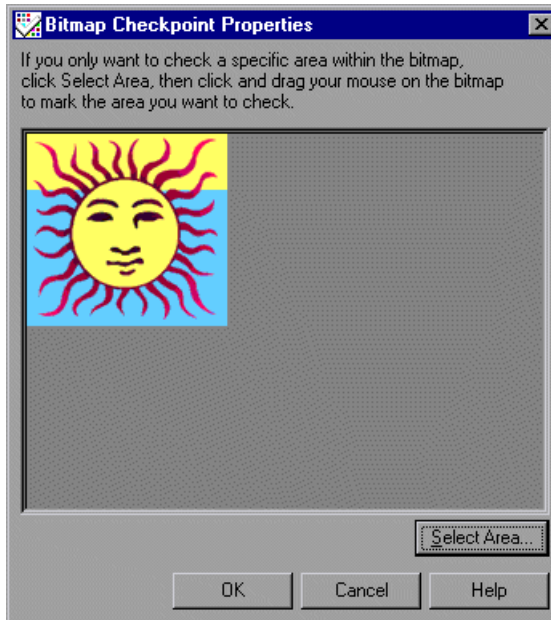 Bitmap Checkpoint Properties
If you only want to check a specific area within the bitmap,
click Select Area, then click and drag your mouse on the bitmap
to mark the area you want to check.
Select Area...
OK Cancel Help